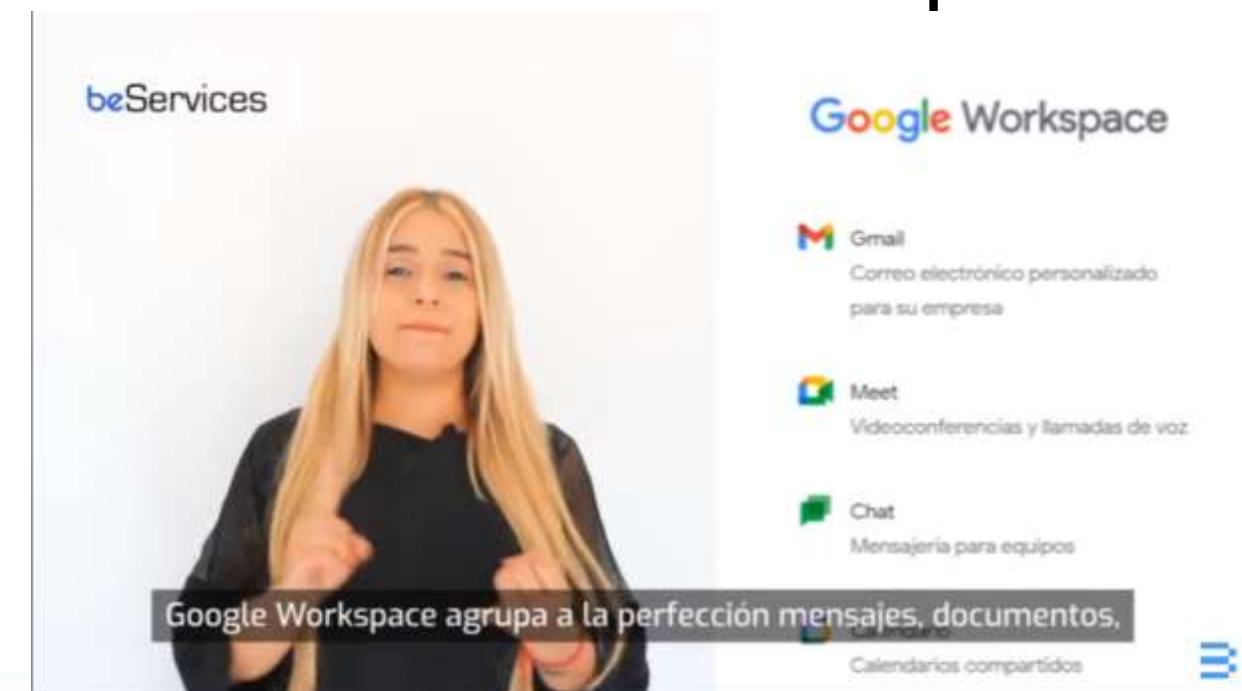 beServices
Google Workspace
Gmail
Correo electrónico personalizado
para su empresa
Meet
Videoconferencias y llamadas de voz
Chat
Mensajería para equipos
Google Workspace agrupa a la perfección mensajes, documentos,
Calendario
Calendarios compartidos